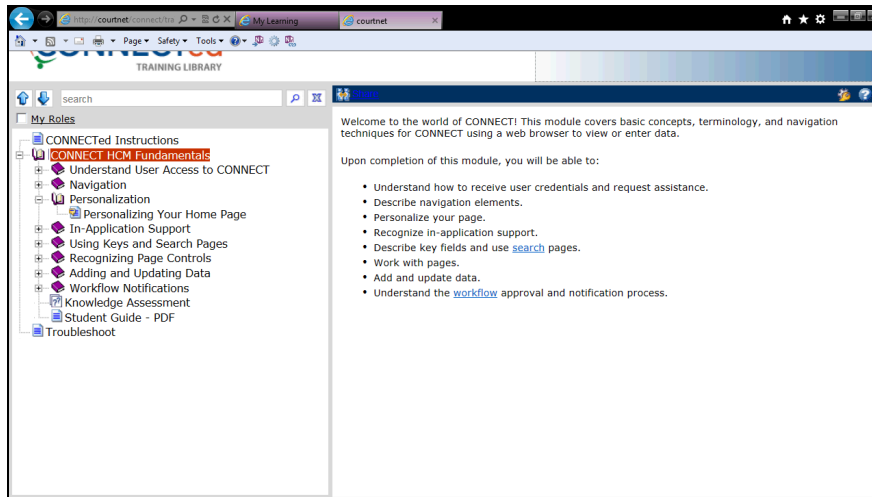 http://courtnet/connect/tra
My Learning
courtnet
Page
Safety
Tools
CONNECTed
TRAINING LIBRARY
search
Share
My Roles
CONNECTed Instructions
CONNECT HCM Fundamentals
Understand User Access to CONNECT
Navigation
Personalization
Personalizing Your Home Page
In-Application Support
Using Keys and Search Pages
Recognizing Page Controls
Adding and Updating Data
Workflow Notifications
Knowledge Assessment
Student Guide - PDF
Troubleshoot
Welcome to the world of CONNECT! This module covers basic concepts, terminology, and navigation
techniques for CONNECT using a web browser to view or enter data.
Upon completion of this module, you will be able to:
• Understand how to receive user credentials and request assistance.
• Describe navigation elements.
• Personalize your page.
• Recognize in-application support.
• Describe key fields and use search pages.
• Work with pages.
• Add and update data.
• Understand the workflow approval and notification process.